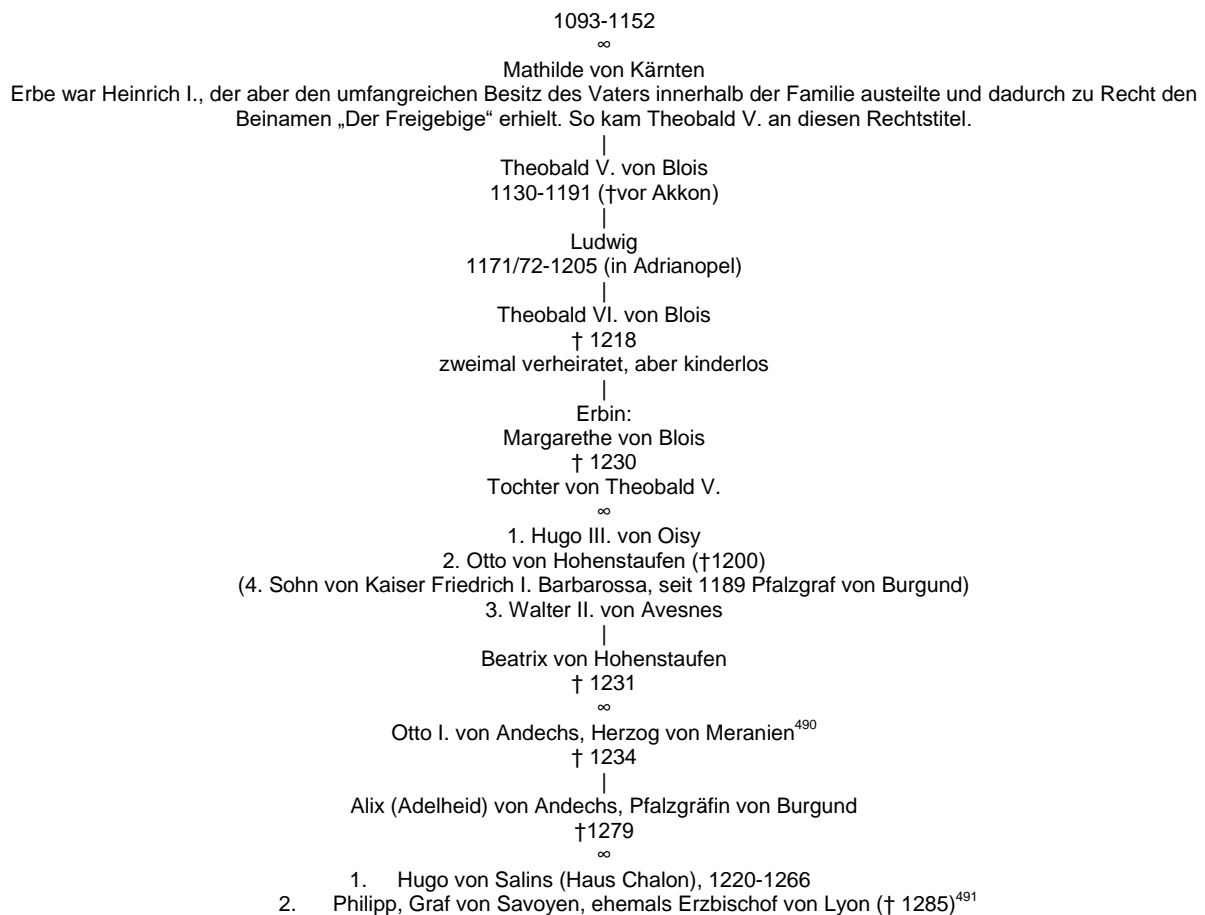 1093-1152
∞
Mathilde von Kärnten
Erbe war Heinrich I., der aber den umfangreichen Besitz des Vaters innerhalb der Familie austeilte und dadurch zu Recht den
Beinamen „Der Freigebige“ erhielt. So kam Theobald V. an diesen Rechtstitel.
|
Theobald V. von Blois
1130-1191 (†vor Akkon)
|
Ludwig
1171/72-1205 (in Adrianopel)
|
Theobald VI. von Blois
† 1218
zweimal verheiratet, aber kinderlos
|
Erbin:
Margarethe von Blois
† 1230
Tochter von Theobald V.
∞
1. Hugo III. von Oisy
2. Otto von Hohenstaufen (†1200)
(4. Sohn von Kaiser Friedrich I. Barbarossa, seit 1189 Pfalzgraf von Burgund)
3. Walter II. von Avesnes
|
Beatrix von Hohenstaufen
† 1231
∞
Otto I. von Andechs, Herzog von Meranien490
† 1234
|
Alix (Adelheid) von Andechs, Pfalzgräfin von Burgund
†1279
∞
1. Hugo von Salins (Haus Chalon), 1220-1266
2. Philipp, Graf von Savoyen, ehemals Erzbischof von Lyon († 1285)491